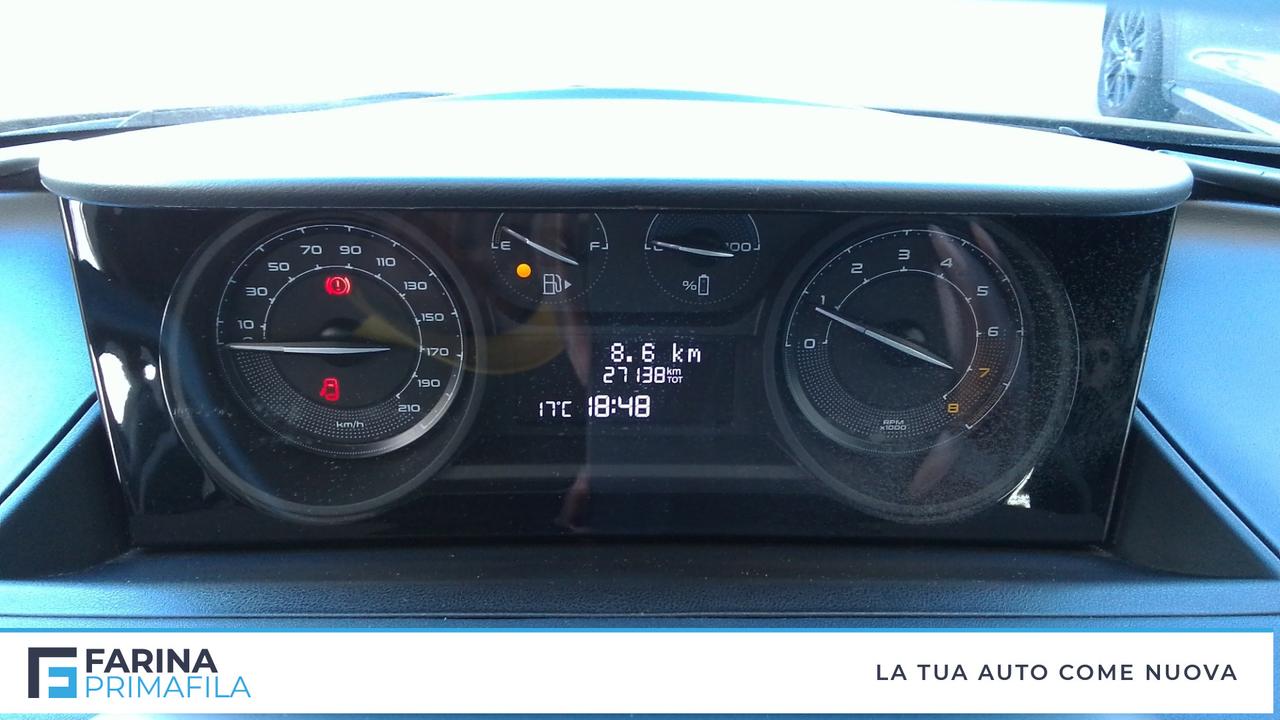 10
30
50
70
90
110
130
150
170
190
210
km/h
E
F
100
%
8.6 km
27138 km TOT
17°C 18:48
0
1
2
3
4
5
6
7
8
RPM
x1000
FARINA
PRIMAFILA
LA TUA AUTO COME NUOVA